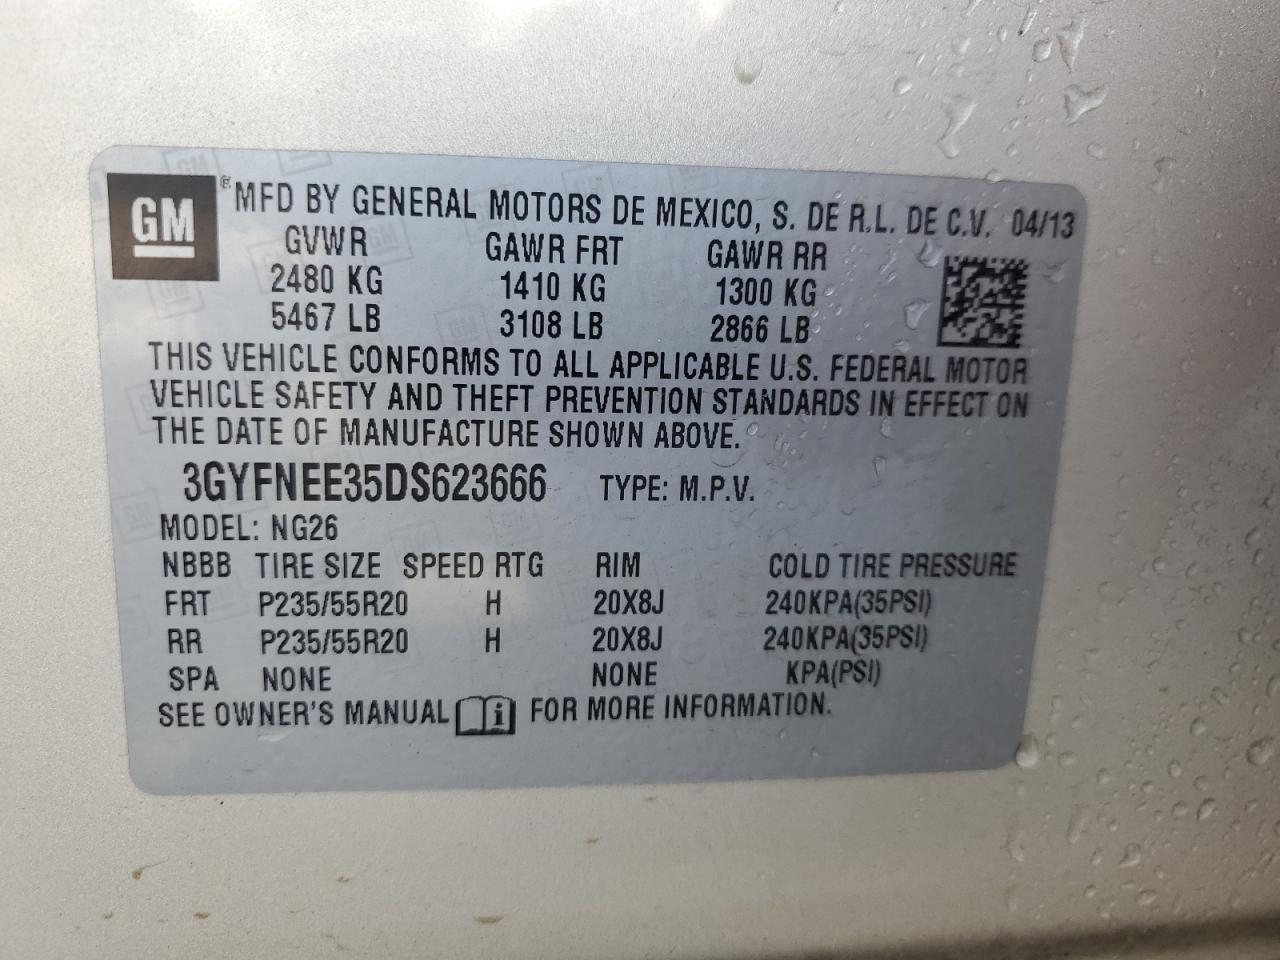 GM ® MFD BY GENERAL MOTORS DE MEXICO, S. DE R.L. DE C.V. 04/13
GVWR GAWR FRT GAWR RR
2480 KG 1410 KG 1300 KG
5467 LB 3108 LB 2866 LB
THIS VEHICLE CONFORMS TO ALL APPLICABLE U.S. FEDERAL MOTOR
VEHICLE SAFETY AND THEFT PREVENTION STANDARDS IN EFFECT ON
THE DATE OF MANUFACTURE SHOWN ABOVE.
3GYFNEE35DS623666 TYPE: M.P.V.
MODEL: NG26
NBBB TIRE SIZE SPEED RTG RIM COLD TIRE PRESSURE
FRT P235/55R20 H 20X8J 240KPA(35PSI)
RR P235/55R20 H 20X8J 240KPA(35PSI)
SPA NONE NONE KPA(PSI)
SEE OWNER'S MANUAL i FOR MORE INFORMATION.